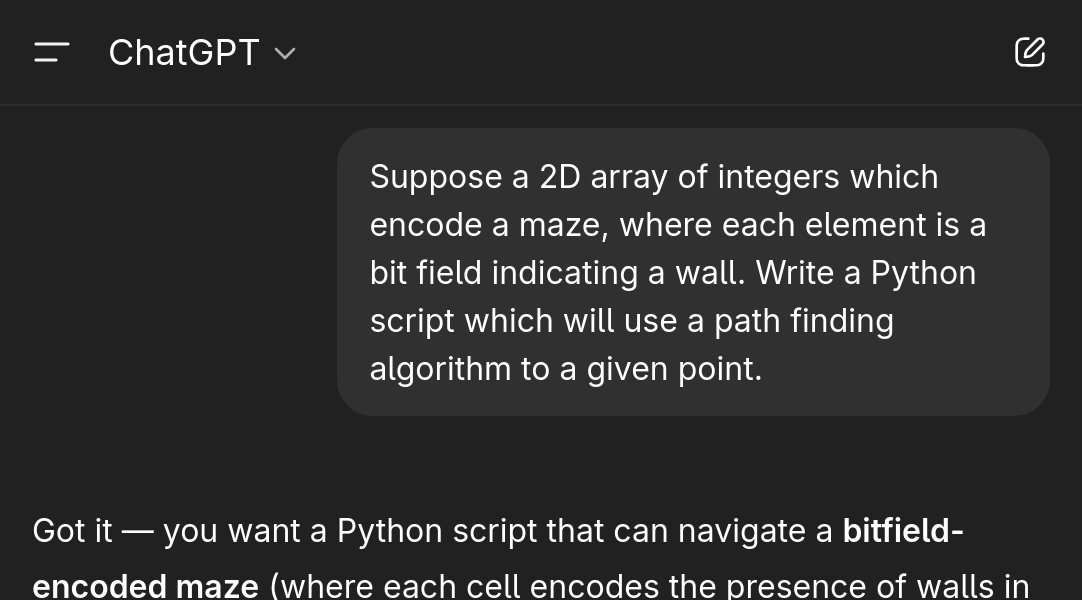 ChatGPT
Suppose a 2D array of integers which
encode a maze, where each element is a
bit field indicating a wall. Write a Python
script which will use a path finding
algorithm to a given point.
Got it — you want a Python script that can navigate a bitfield-
encoded maze (where each cell encodes the presence of walls in